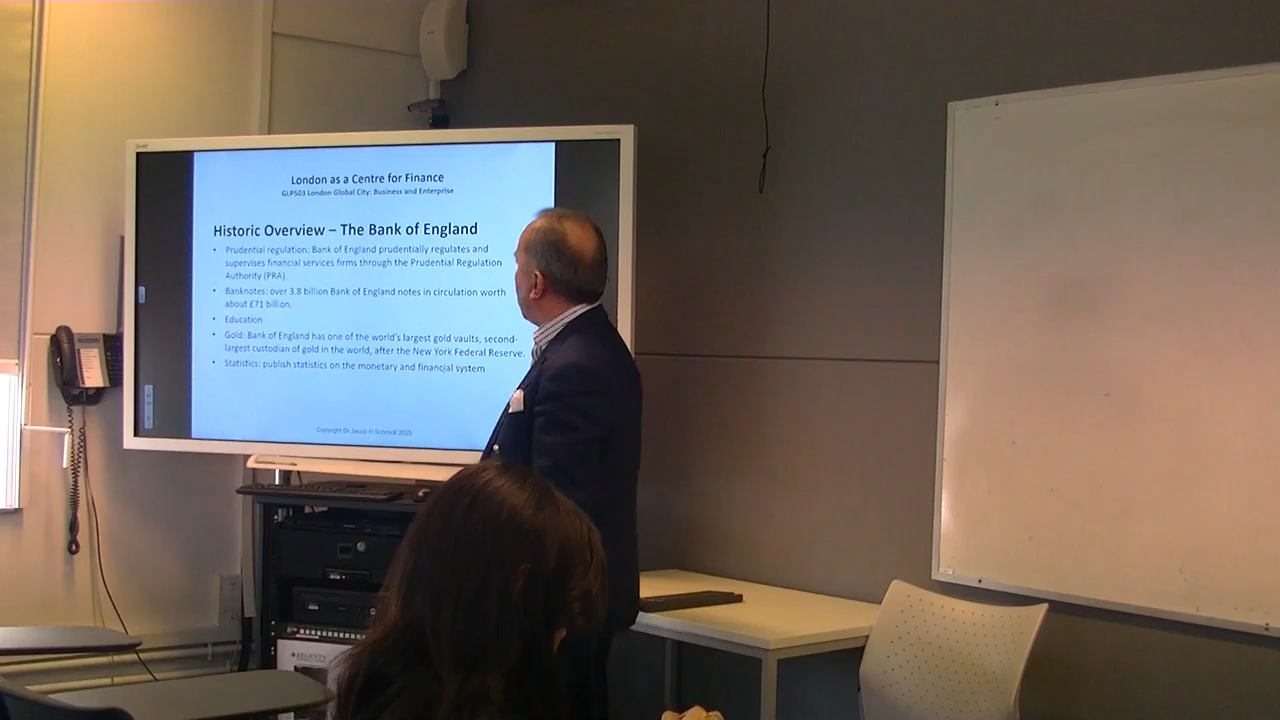 London as a Centre for Finance
GLP503 London Global City: Business and Enterprise
Historic Overview – The Bank of England
• Prudential regulation: Bank of England prudentially regulates and
supervises financial services firms through the Prudential Regulation
Authority (PRA).
• Banknotes: over 3.8 billion Bank of England notes in circulation worth
about £71 billion.
• Education
• Gold: Bank of England has one of the world's largest gold vaults, second-
largest custodian of gold in the world, after the New York Federal Reserve.
• Statistics: publish statistics on the monetary and financial system
Copyright Dr Jacob H Schmidt 2020
REGENT'S